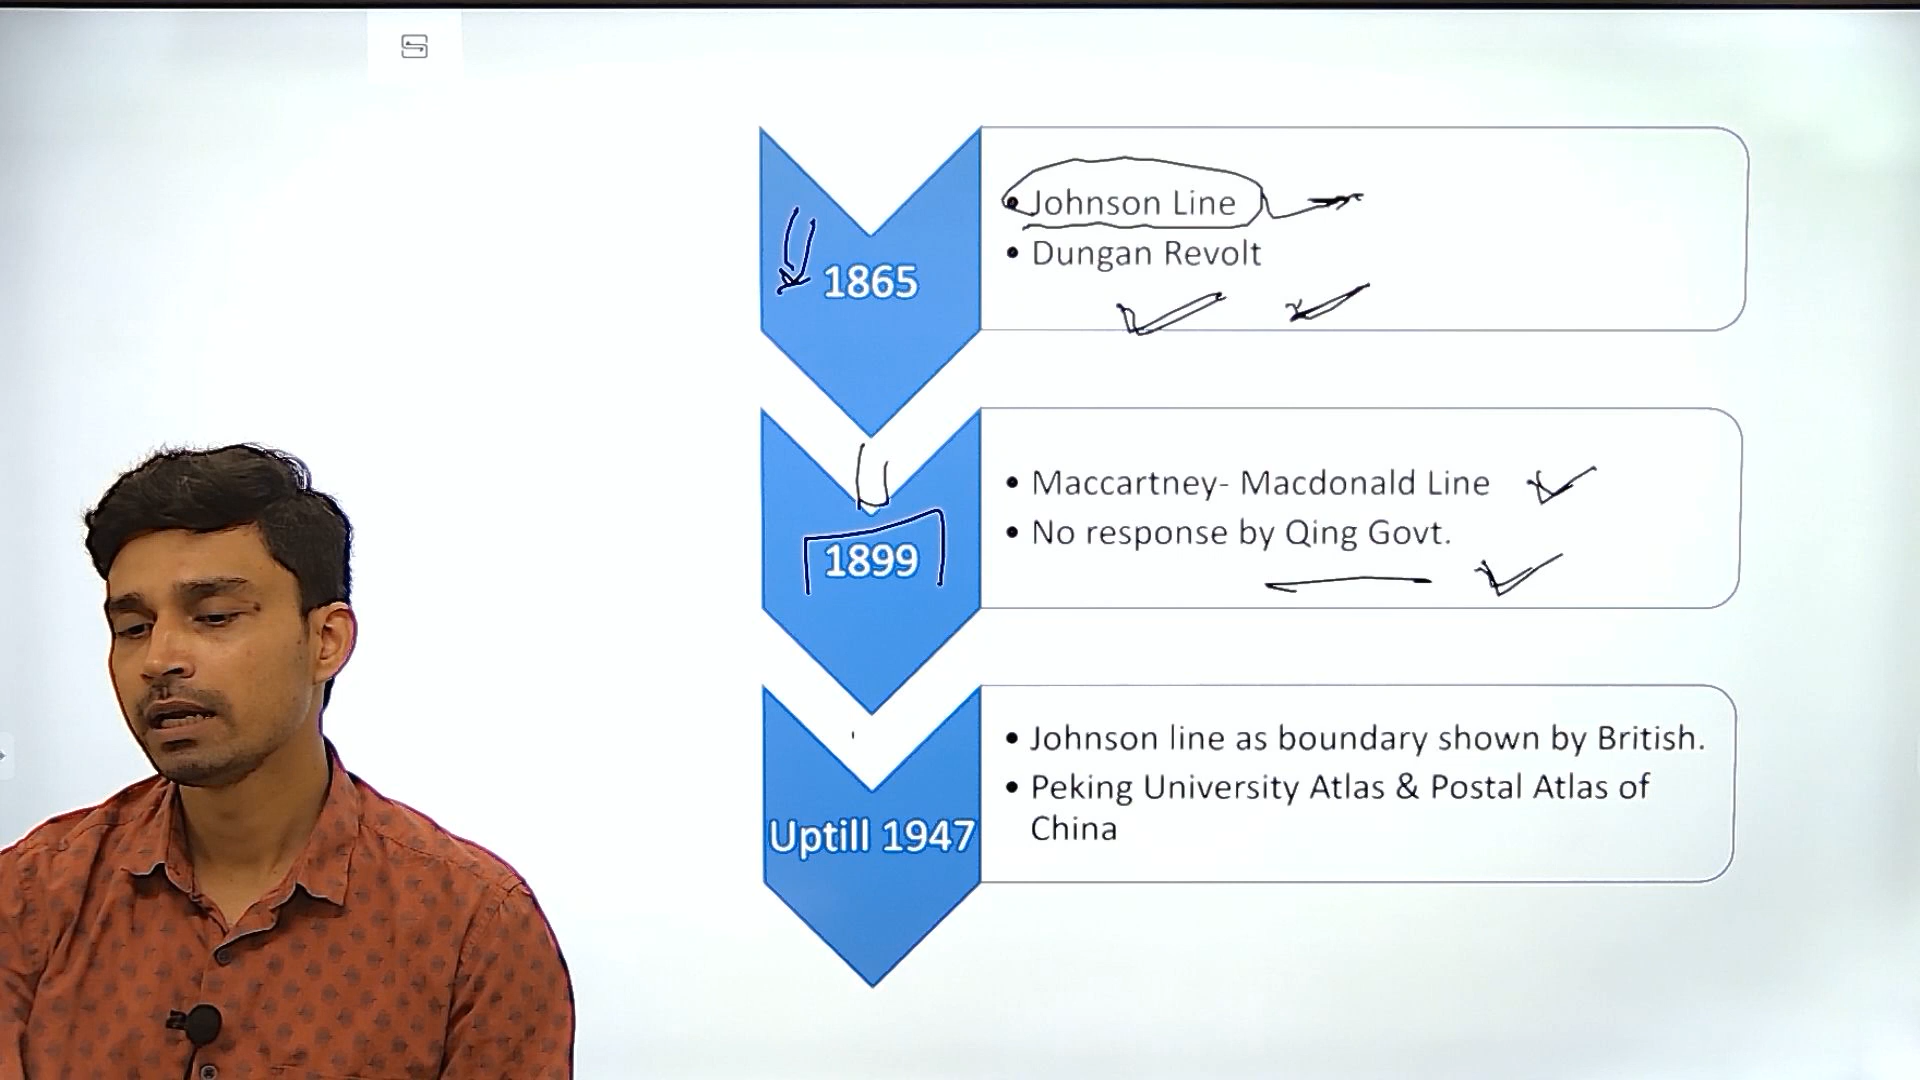 • Johnson Line
• Dungan Revolt
1865
• Maccartney- Macdonald Line
• No response by Qing Govt.
1899
• Johnson line as boundary shown by British.
• Peking University Atlas & Postal Atlas of
China
Uptill 1947